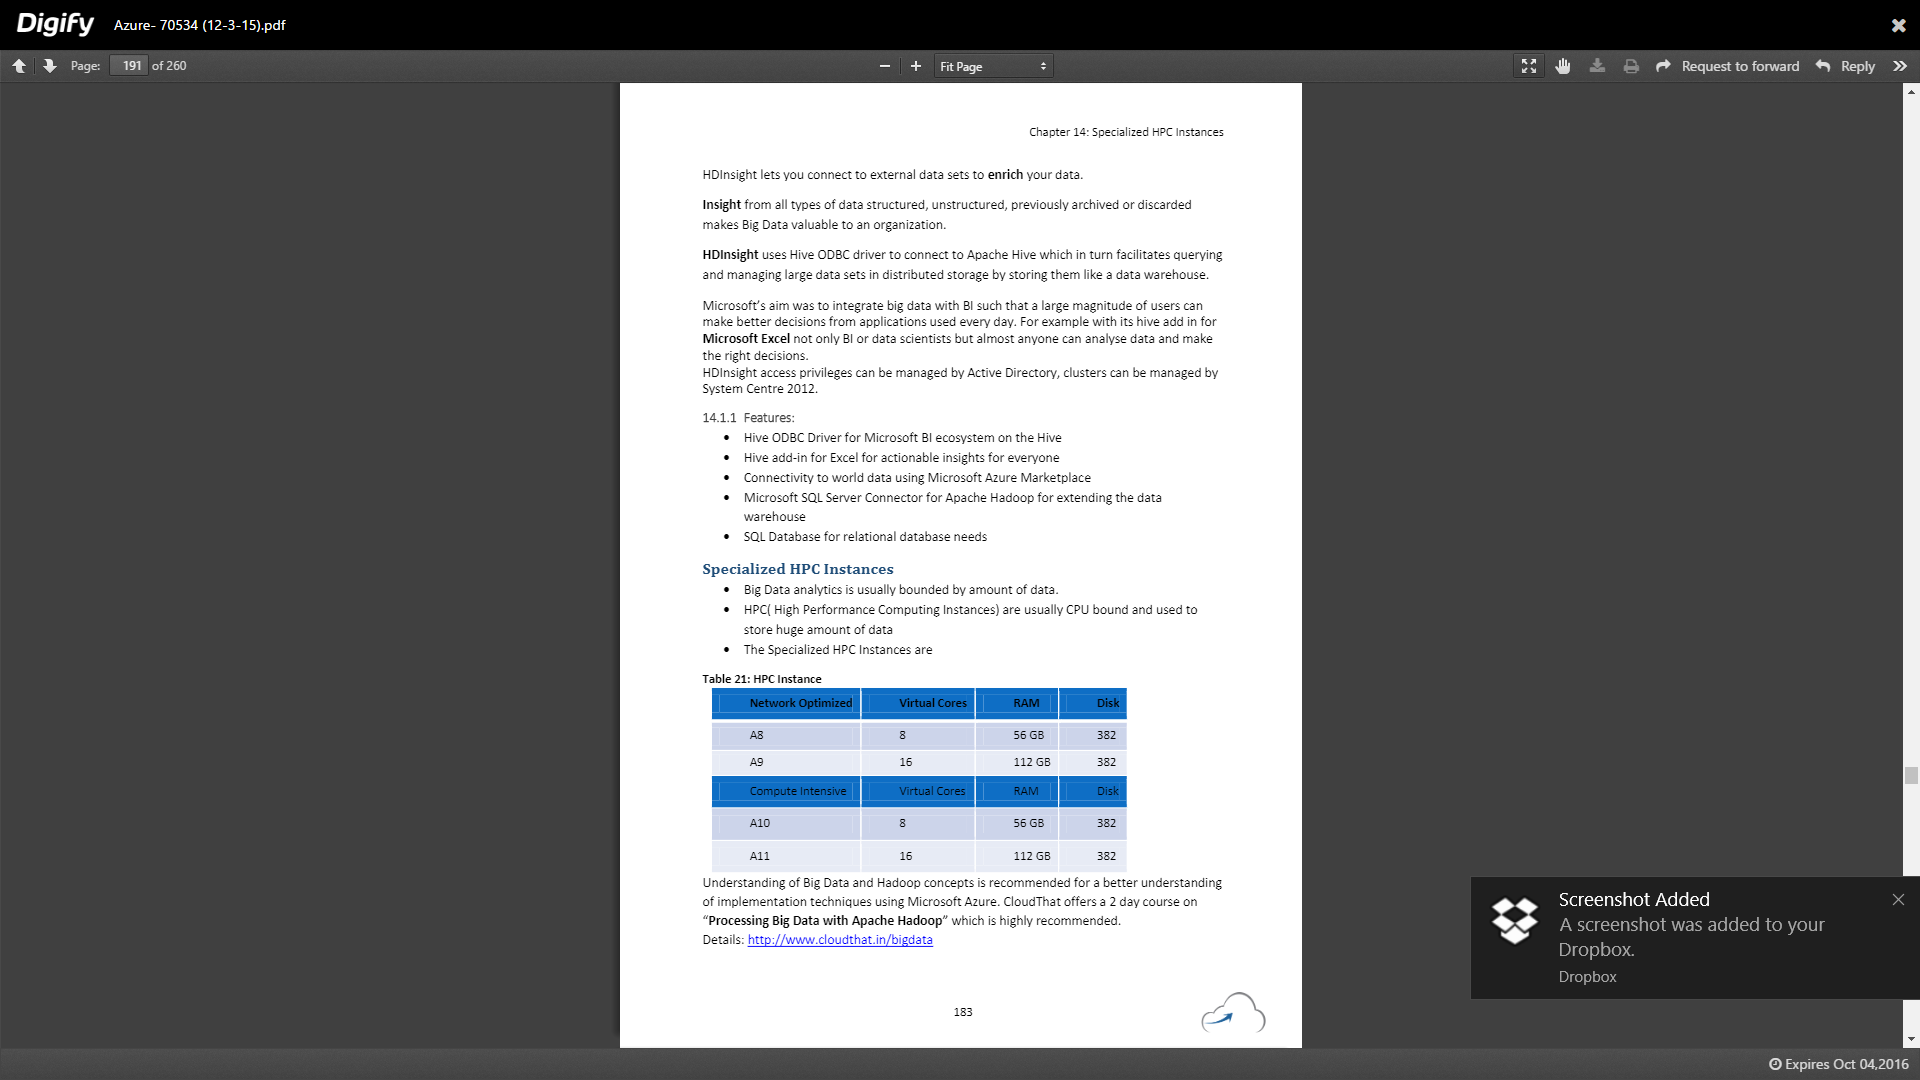 Digify Azure- 70534 (12-3-15).pdf
Page: 191 of 260 Fit Page Request to forward Reply
Chapter 14: Specialized HPC Instances
HDInsight lets you connect to external data sets to enrich your data.
Insight from all types of data structured, unstructured, previously archived or discarded
makes Big Data valuable to an organization.
HDInsight uses Hive ODBC driver to connect to Apache Hive which in turn facilitates querying
and managing large data sets in distributed storage by storing them like a data warehouse.
Microsoft's aim was to integrate big data with BI such that a large magnitude of users can
make better decisions from applications used every day. For example with its hive add in for
Microsoft Excel not only BI or data scientists but almost anyone can analyse data and make
the right decisions.
HDInsight access privileges can be managed by Active Directory, clusters can be managed by
System Centre 2012.
14.1.1 Features:
• Hive ODBC Driver for Microsoft BI ecosystem on the Hive
• Hive add-in for Excel for actionable insights for everyone
• Connectivity to world data using Microsoft Azure Marketplace
• Microsoft SQL Server Connector for Apache Hadoop for extending the data
warehouse
• SQL Database for relational database needs
Specialized HPC Instances
• Big Data analytics is usually bounded by amount of data.
• HPC( High Performance Computing Instances) are usually CPU bound and used to
store huge amount of data
• The Specialized HPC Instances are
Table 21: HPC Instance
Network Optimized Virtual Cores RAM Disk
A8 8 56 GB 382
A9 16 112 GB 382
Compute Intensive Virtual Cores RAM Disk
A10 8 56 GB 382
A11 16 112 GB 382
Understanding of Big Data and Hadoop concepts is recommended for a better understanding
of implementation techniques using Microsoft Azure. CloudThat offers a 2 day course on
“Processing Big Data with Apache Hadoop” which is highly recommended.
Details: http://www.cloudthat.in/bigdata
183
Screenshot Added
A screenshot was added to your
Dropbox.
Dropbox
Expires Oct 04,2016